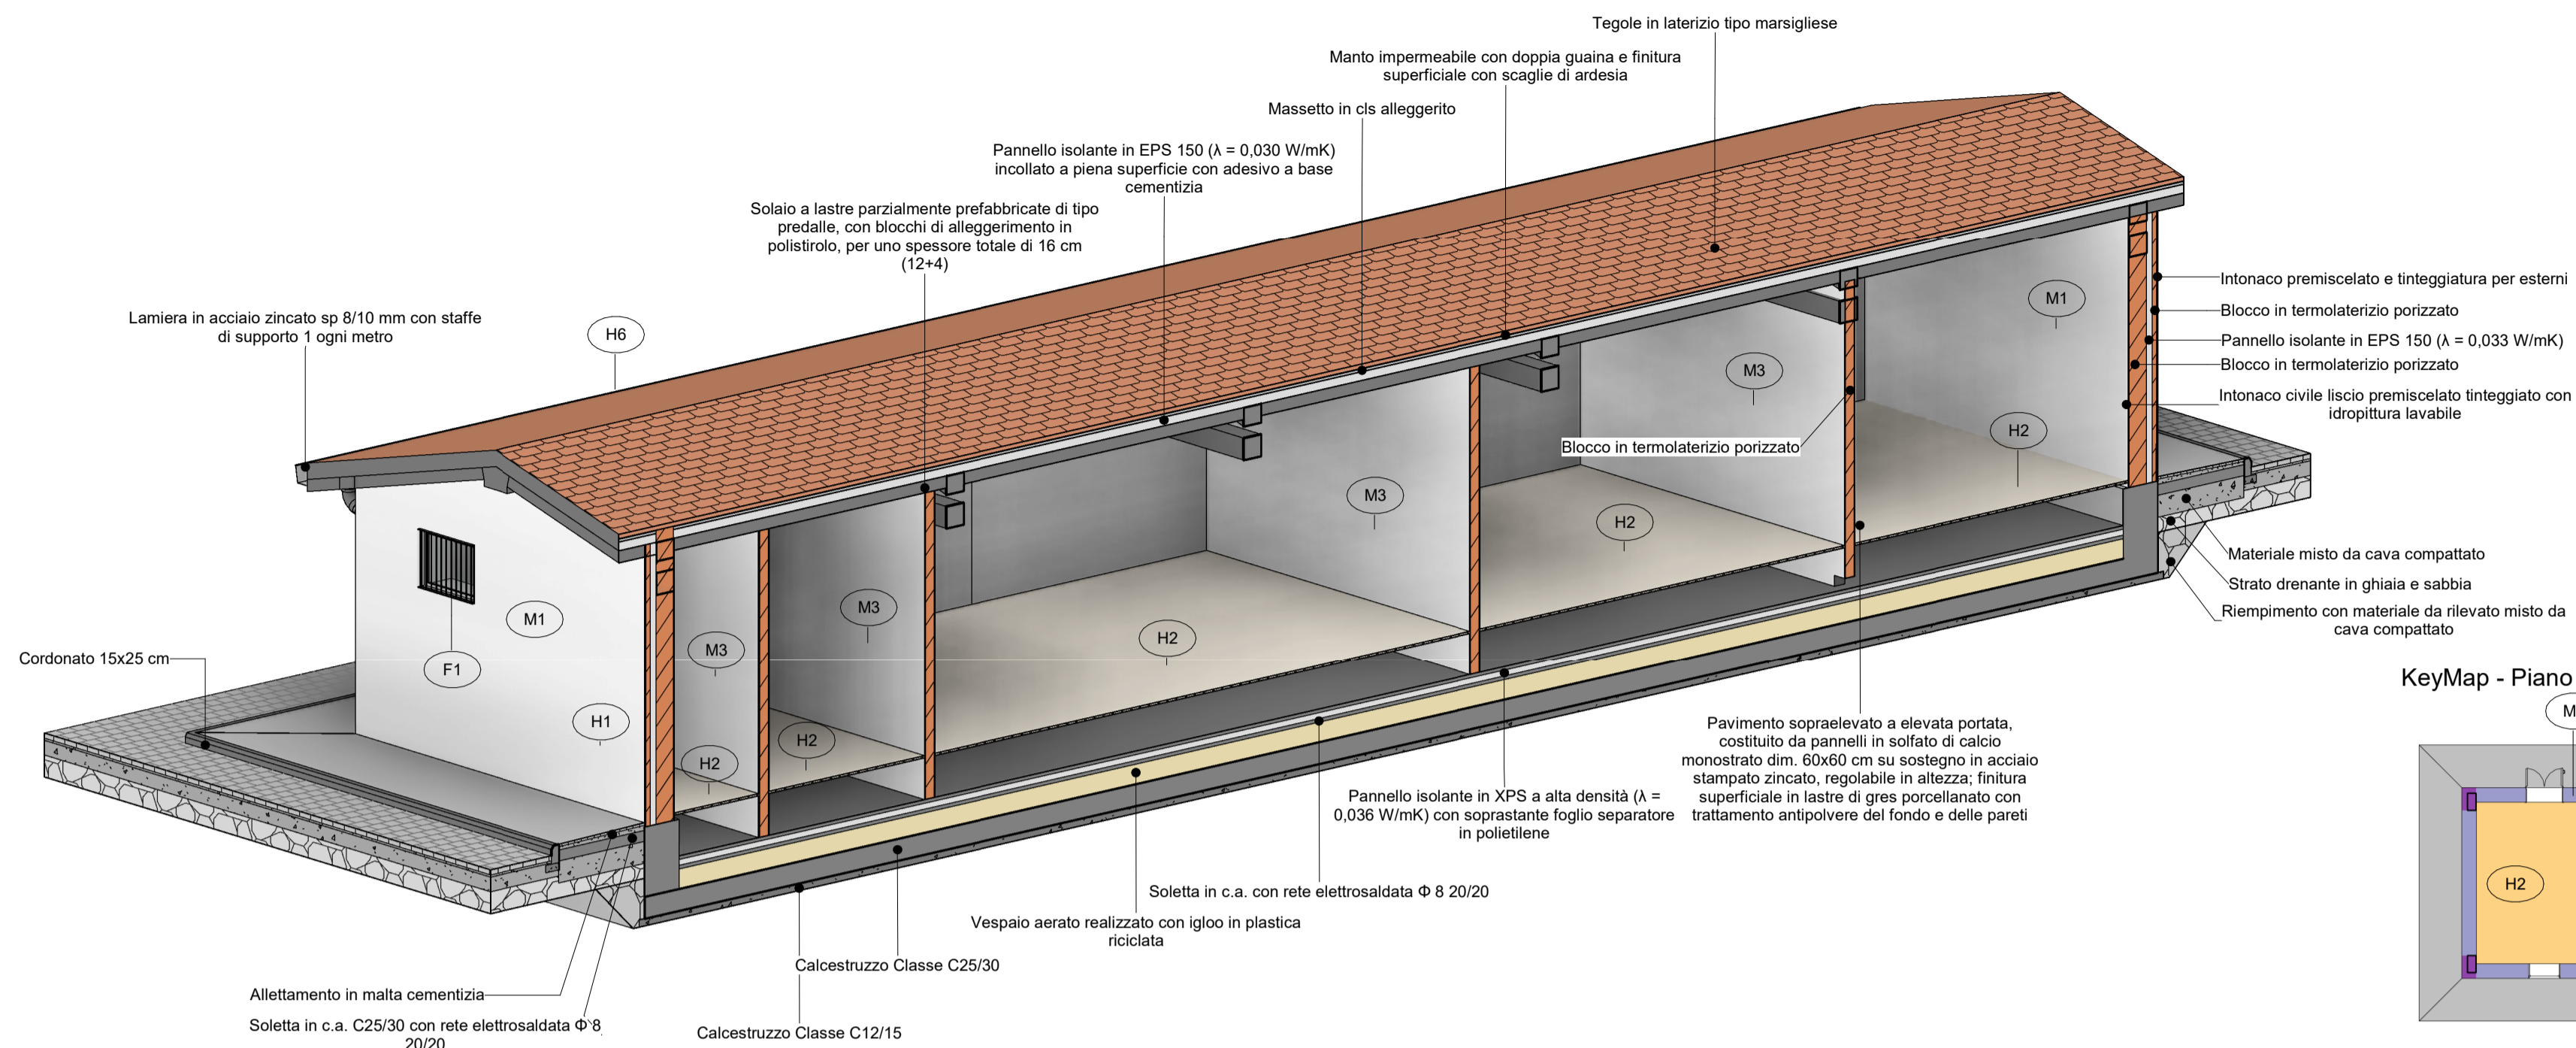 Tegole in laterizio tipo marsigliese
Manto impermeabile con doppia guaina e finitura
superficiale con scaglie di ardesia
Massetto in cls alleggerito
Pannello isolante in EPS 150 (λ = 0,030 W/mK)
incollato a piena superficie con adesivo a base
cementizia
Solaio a lastre parzialmente prefabbricate di tipo
predalle, con blocchi di alleggerimento in
polistirolo, per uno spessore totale di 16 cm
(12+4)
Lamiera in acciaio zincato sp 8/10 mm con staffe
di supporto 1 ogni metro
H6
Intonaco premiscelato e tinteggiatura per esterni
Blocco in termolaterizio porizzato
Pannello isolante in EPS 150 (λ = 0,033 W/mK)
Blocco in termolaterizio porizzato
Intonaco civile liscio premiscelato tinteggiato con
idropittura lavabile
M1
M3
H2
Blocco in termolaterizio porizzato
M3
H2
M3
H2
M3
H2
M3
H2
M1
F1
H1
Cordonato 15x25 cm
Materiale misto da cava compattato
Strato drenante in ghiaia e sabbia
Riempimento con materiale da rilevato misto da
cava compattato
KeyMap - Piano
M
H2
Pavimento sopraelevato a elevata portata,
costituito da pannelli in solfato di calcio
monostrato dim. 60x60 cm su sostegno in acciaio
stampato zincato, regolabile in altezza; finitura
superficiale in lastre di gres porcellanato con
trattamento antipolvere del fondo e delle pareti
Pannello isolante in XPS a alta densità (λ =
0,036 W/mK) con soprastante foglio separatore
in polietilene
Soletta in c.a. con rete elettrosaldata Φ 8 20/20
Vespaio aerato realizzato con igloo in plastica
riciclata
Calcestruzzo Classe C25/30
Allettamento in malta cementizia
Soletta in c.a. C25/30 con rete elettrosaldata Φ 8
20/20
Calcestruzzo Classe C12/15